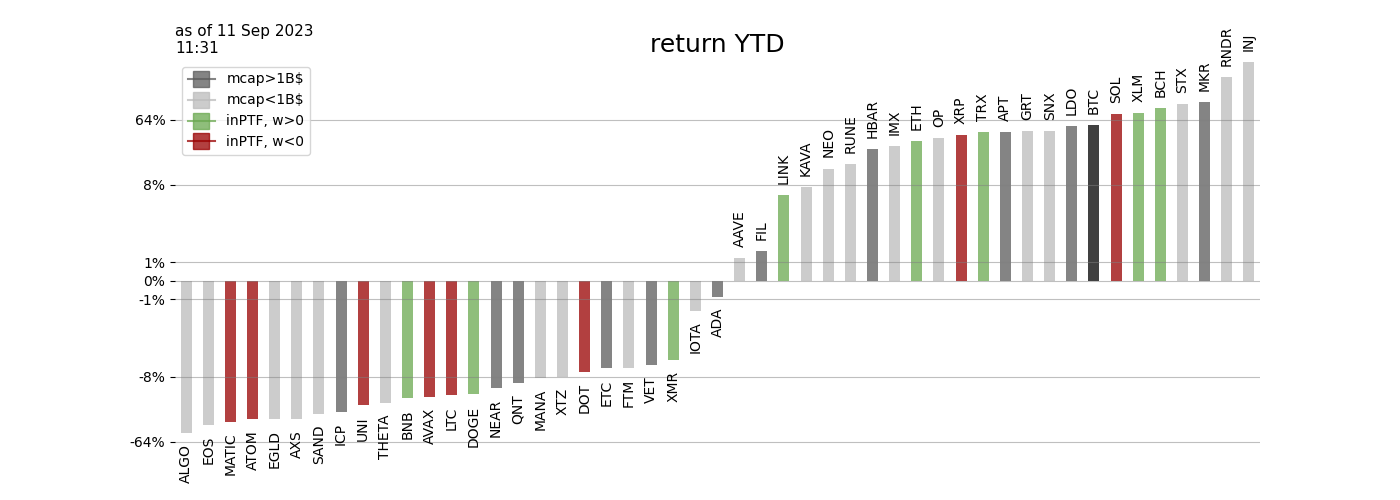 as of 11 Sep 2023
11:31
return YTD
mcap>1B$
mcap<1B$
inPTF, w>0
inPTF, w<0
64%
8%
1%
0%
-1%
-8%
-64%
ALGO
EOS
MATIC
ATOM
EGLD
AXS
SAND
ICP
UNI
THETA
BNB
AVAX
LTC
DOGE
NEAR
QNT
MANA
XTZ
DOT
ETC
FTM
VET
XMR
IOTA
ADA
AAVE
FIL
LINK
KAVA
NEO
RUNE
HBAR
IMX
ETH
OP
XRP
TRX
APT
GRT
SNX
LDO
BTC
SOL
XLM
BCH
STX
MKR
RNDR
INJ